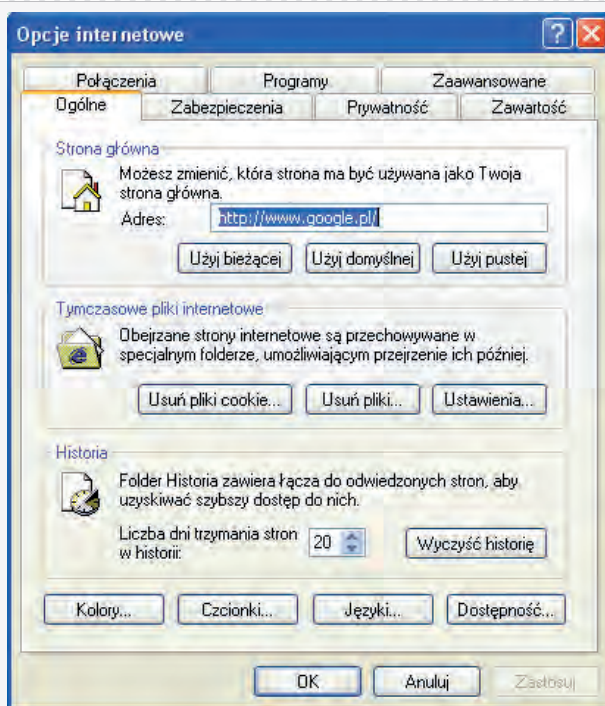 Opcje internetowe
Połączenia Programy Zaawansowane
Ogólne Zabezpieczenia Prywatność Zawartość
Strona główna
Możesz zmienić, która strona ma być używana jako Twoja
strona główna.
Adres: http://www.google.pl/
Użyj bieżącej Użyj domyślnej Użyj pustej
Tymczasowe pliki internetowe
Obejrzane strony internetowe są przechowywane w
specjalnym folderze, umożliwiającym przejrzenie ich później.
Usuń pliki cookie... Usuń pliki... Ustawienia...
Historia
Folder Historia zawiera łącza do odwiedzonych stron, aby
uzyskiwać szybszy dostęp do nich.
Liczba dni trzymania stron
w historii: 20 Wyczyść historię
Kolory... Czcionki... Języki... Dostępność...
OK Anuluj Zastosuj